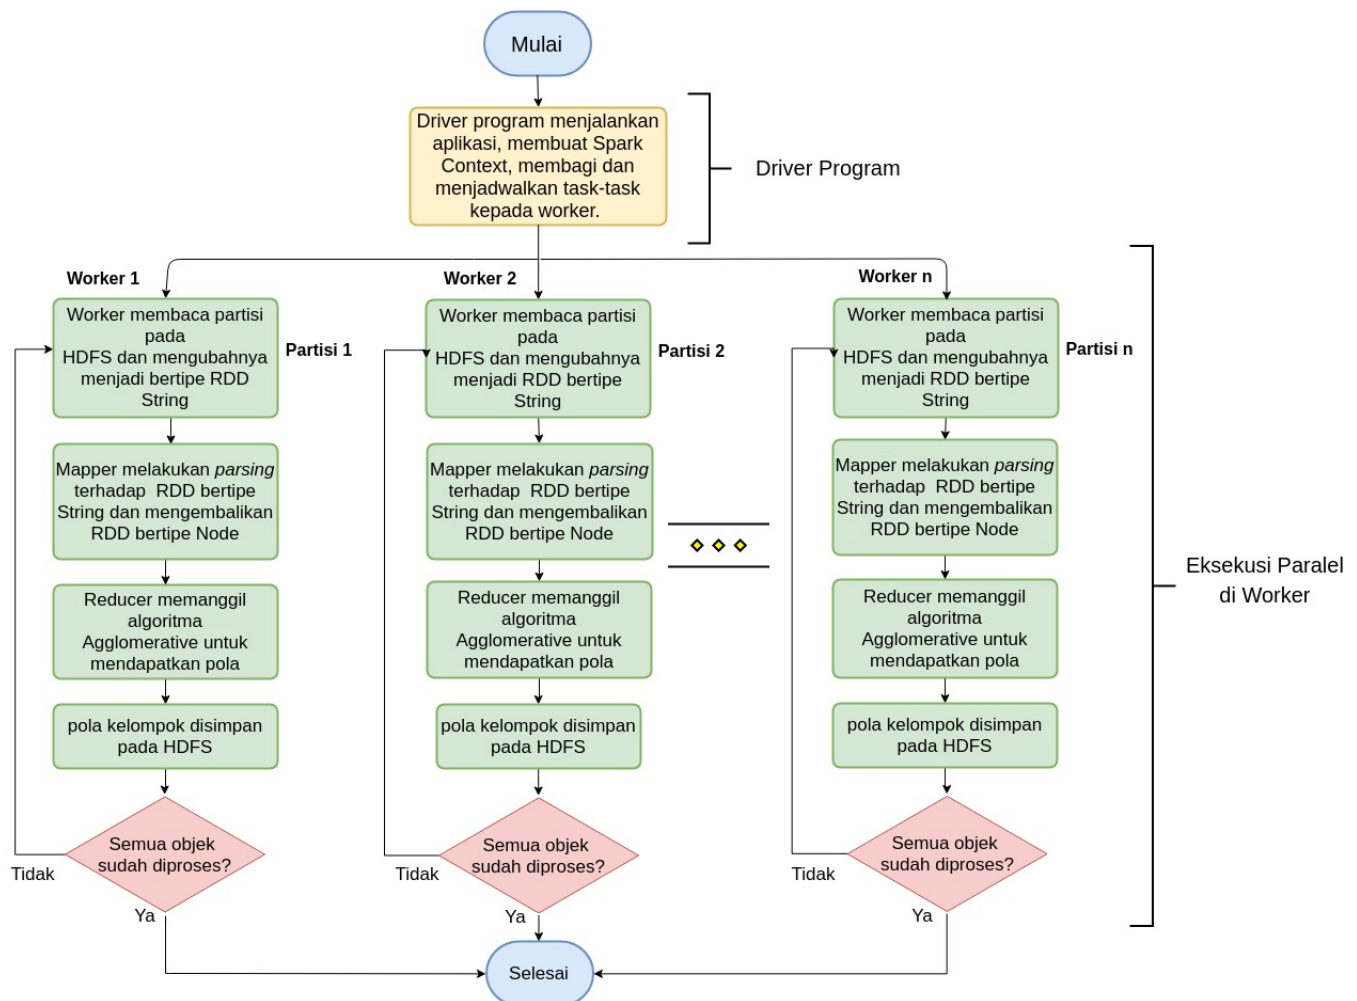 Mulai
Driver program menjalankan
aplikasi, membuat Spark
Context, membagi dan
menjadwalkan task-task
kepada worker.
Driver Program
Worker 1
Worker membaca partisi
pada
HDFS dan mengubahnya
menjadi bertipe RDD
String
Partisi 1
Mapper melakukan parsing
terhadap RDD bertipe
String dan mengembalikan
RDD bertipe Node
Reducer memanggil
algoritma
Agglomerative untuk
mendapatkan pola
pola kelompok disimpan
pada HDFS
Semua objek
sudah diproses?
Tidak
Ya
Worker 2
Worker membaca partisi
pada
HDFS dan mengubahnya
menjadi RDD bertipe
String
Partisi 2
Mapper melakukan parsing
terhadap RDD bertipe
String dan mengembalikan
RDD bertipe Node
Reducer memanggil
algoritma
Agglomerative untuk
mendapatkan pola
pola kelompok disimpan
pada HDFS
Semua objek
sudah diproses?
Tidak
Ya
Worker n
Worker membaca partisi
pada
HDFS dan mengubahnya
menjadi RDD bertipe
String
Partisi n
Mapper melakukan parsing
terhadap RDD bertipe
String dan mengembalikan
RDD bertipe Node
Reducer memanggil
algoritma
Agglomerative untuk
mendapatkan pola
pola kelompok disimpan
pada HDFS
Semua objek
sudah diproses?
Tidak
Ya
Eksekusi Paralel
di Worker
Selesai